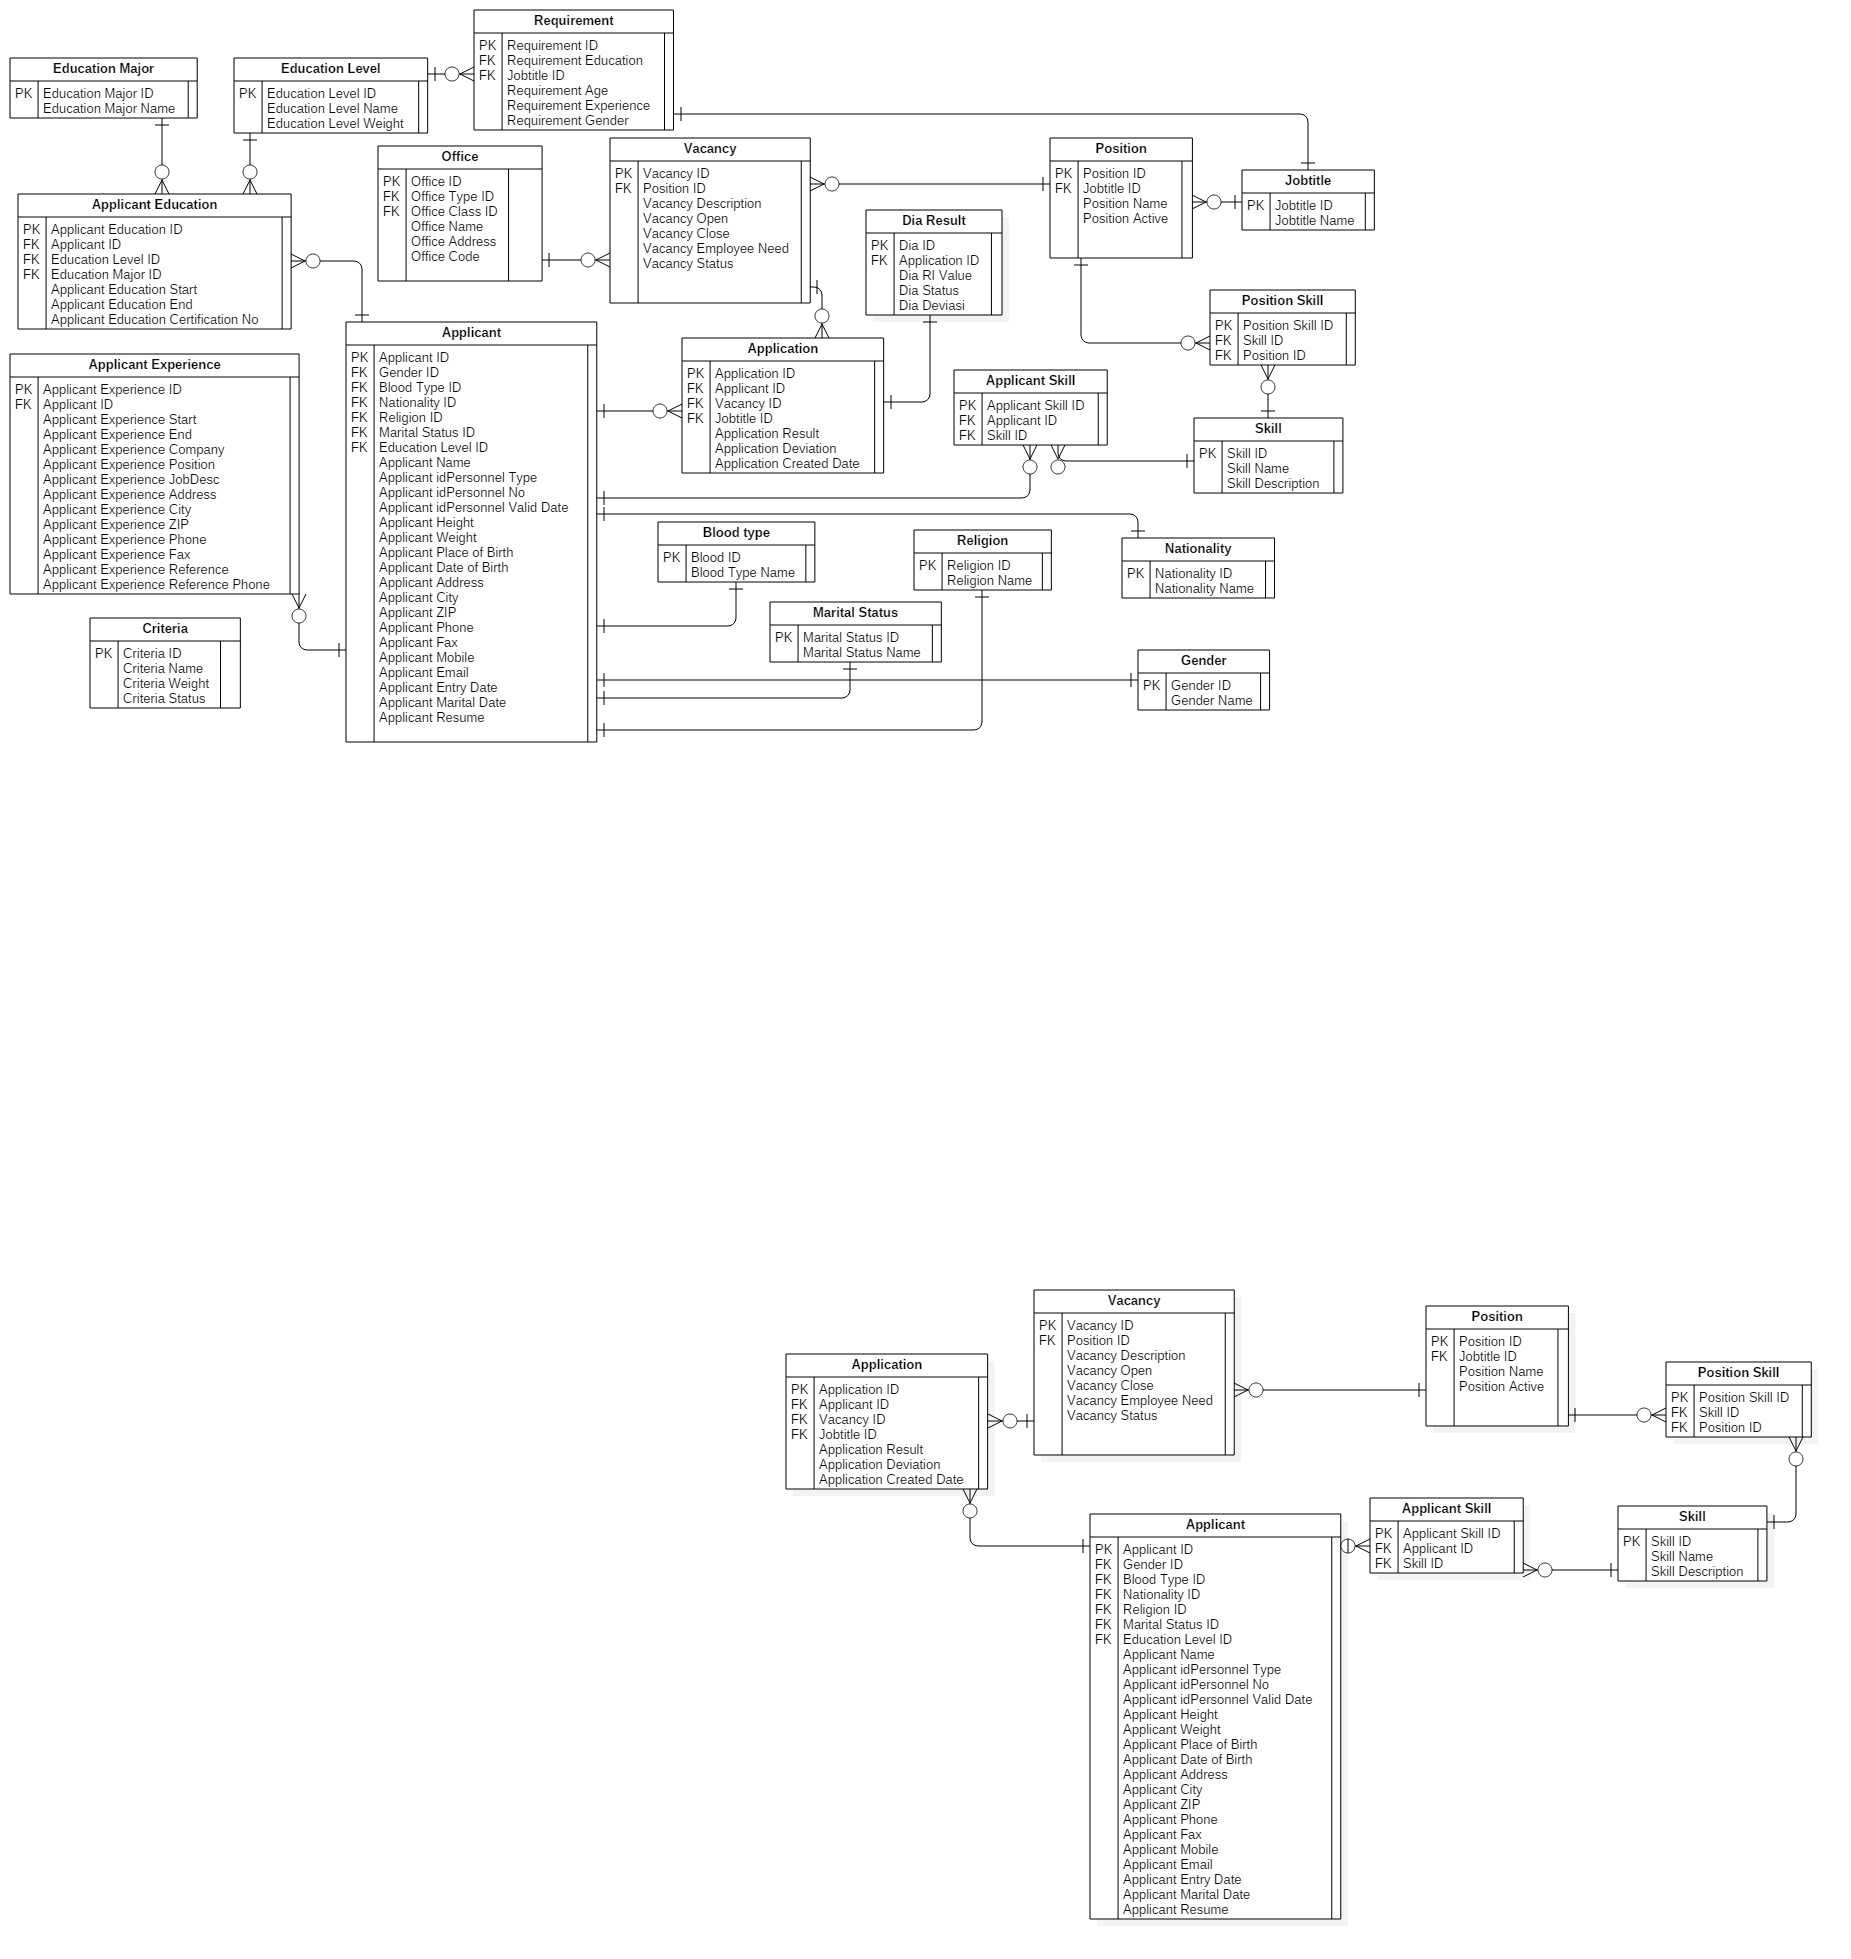 Requirement
PK Requirement ID
FK Requirement Education
FK Jobtitle ID
Requirement Age
Requirement Experience
Requirement Gender
Education Major
PK Education Major ID
Education Major Name
Education Level
PK Education Level ID
Education Level Name
Education Level Weight
Office
PK Office ID
FK Office Type ID
FK Office Class ID
Office Name
Office Address
Office Code
Vacancy
PK Vacancy ID
FK Position ID
Vacancy Description
Vacancy Open
Vacancy Close
Vacancy Employee Need
Vacancy Status
Position
PK Position ID
FK Jobtitle ID
Position Name
Position Active
Jobtitle
PK Jobtitle ID
Jobtitle Name
Applicant Education
PK Applicant Education ID
FK Applicant ID
FK Education Level ID
FK Education Major ID
Applicant Education Start
Applicant Education End
Applicant Education Certification No
Dia Result
PK Dia ID
FK Application ID
Dia RI Value
Dia Status
Dia Deviasi
Position Skill
PK Position Skill ID
FK Skill ID
FK Position ID
Applicant
PK Applicant ID
FK Gender ID
FK Blood Type ID
FK Nationality ID
FK Religion ID
FK Marital Status ID
FK Education Level ID
Applicant Name
Applicant idPersonnel Type
Applicant idPersonnel No
Applicant idPersonnel Valid Date
Applicant Height
Applicant Weight
Applicant Place of Birth
Applicant Date of Birth
Applicant Address
Applicant City
Applicant ZIP
Applicant Phone
Applicant Fax
Applicant Mobile
Applicant Email
Applicant Entry Date
Applicant Marital Date
Applicant Resume
Application
PK Application ID
FK Applicant ID
FK Vacancy ID
FK Jobtitle ID
Application Result
Application Deviation
Application Created Date
Applicant Experience
PK Applicant Experience ID
FK Applicant ID
Applicant Experience Start
Applicant Experience End
Applicant Experience Company
Applicant Experience Position
Applicant Experience JobDesc
Applicant Experience Address
Applicant Experience City
Applicant Experience ZIP
Applicant Experience Phone
Applicant Experience Fax
Applicant Experience Reference
Applicant Experience Reference Phone
Applicant Skill
PK Applicant Skill ID
FK Applicant ID
FK Skill ID
Skill
PK Skill ID
Skill Name
Skill Description
Blood type
PK Blood ID
Blood Type Name
Religion
PK Religion ID
Religion Name
Nationality
PK Nationality ID
Nationality Name
Marital Status
PK Marital Status ID
Marital Status Name
Criteria
PK Criteria ID
Criteria Name
Criteria Weight
Criteria Status
Gender
PK Gender ID
Gender Name
Vacancy
PK Vacancy ID
FK Position ID
Vacancy Description
Vacancy Open
Vacancy Close
Vacancy Employee Need
Vacancy Status
Position
PK Position ID
FK Jobtitle ID
Position Name
Position Active
Application
PK Application ID
FK Applicant ID
FK Vacancy ID
FK Jobtitle ID
Application Result
Application Deviation
Application Created Date
Position Skill
PK Position Skill ID
FK Skill ID
FK Position ID
Applicant Skill
PK Applicant Skill ID
FK Applicant ID
FK Skill ID
Skill
PK Skill ID
Skill Name
Skill Description
Applicant
PK Applicant ID
FK Gender ID
FK Blood Type ID
FK Nationality ID
FK Religion ID
FK Marital Status ID
FK Education Level ID
Applicant Name
Applicant idPersonnel Type
Applicant idPersonnel No
Applicant idPersonnel Valid Date
Applicant Height
Applicant Weight
Applicant Place of Birth
Applicant Date of Birth
Applicant Address
Applicant City
Applicant ZIP
Applicant Phone
Applicant Fax
Applicant Mobile
Applicant Email
Applicant Entry Date
Applicant Marital Date
Applicant Resume